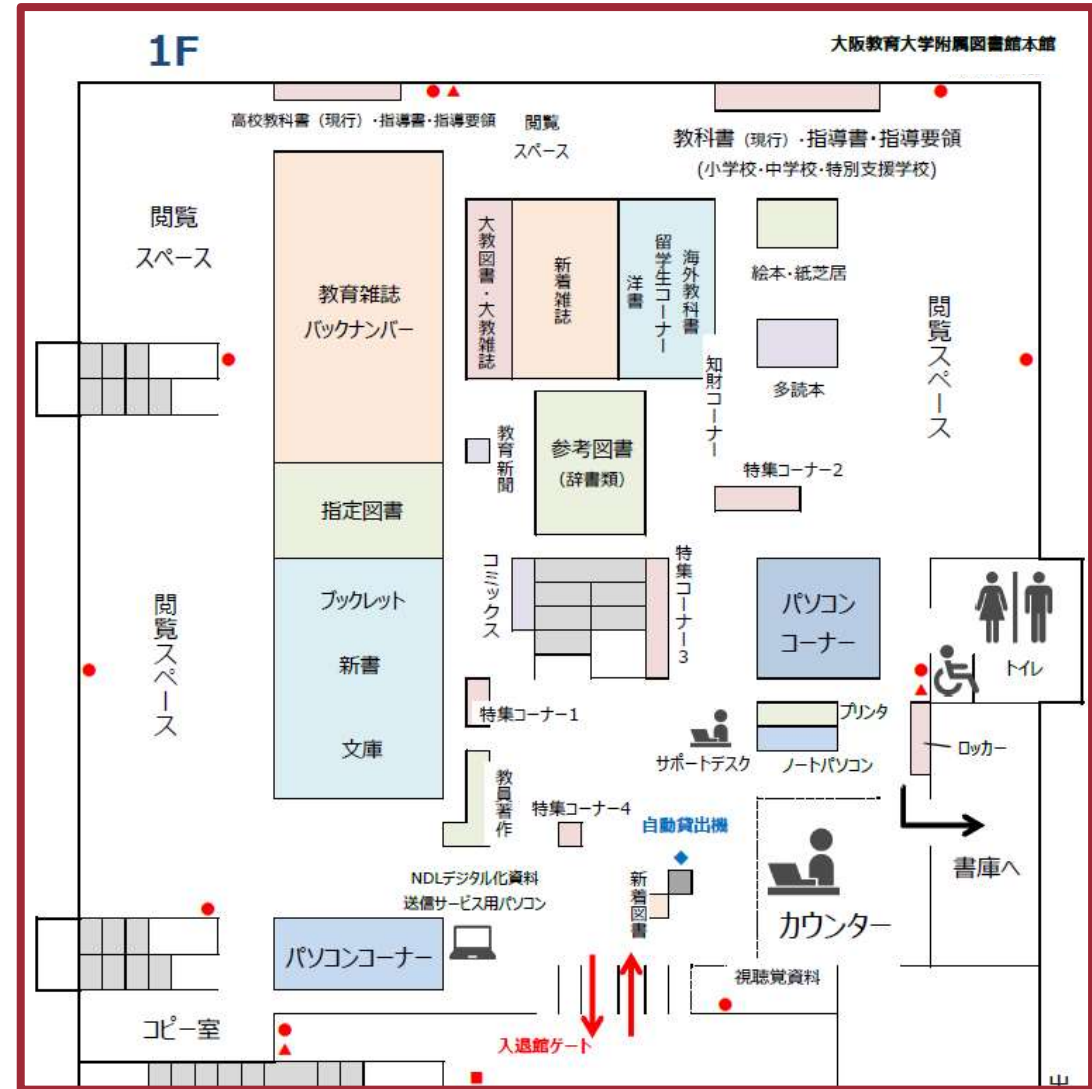 1F
大阪教育大学附属図書館本館
高校教科書（現行）・指導書・指導要領
閲覧
スペース
教科書（現行）・指導書・指導要領
(小学校・中学校・特別支援学校)
閲覧
スペース
教育雑誌
バックナンバー
大教図書・大教雑誌
新着雑誌
洋書
留学生コーナー
海外教科書
知財コーナー
絵本・紙芝居
多読本
閲覧スペース
教育新聞
参考図書
（辞書類）
特集コーナー2
指定図書
コミックス
特集コーナー3
パソコン
コーナー
トイレ
閲覧スペース
ブックレット
新書
文庫
特集コーナー1
プリンタ
サポートデスク
ノートパソコン
ロッカー
教員著作
特集コーナー4
自動貸出機
書庫へ
NDLデジタル化資料
送信サービス用パソコン
新着図書
カウンター
パソコンコーナー
視聴覚資料
コピー室
入退館ゲート